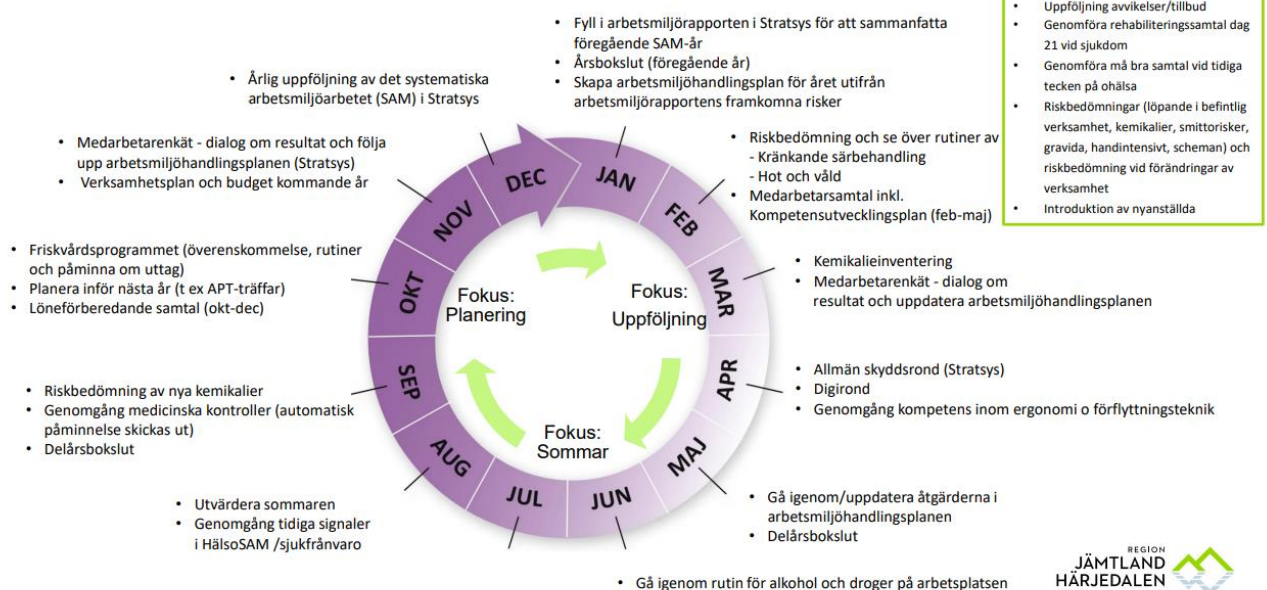 • Uppföljning avvikelser/tillbud
• Genomföra rehabiliteringssamtal dag
21 vid sjukdom
• Genomföra må bra samtal vid tidiga
tecken på ohälsa
• Riskbedömningar (löpande i befintlig
verksamhet, kemikalier, smittorisker,
gravida, handintensivt, scheman) och
riskbedömning vid förändringar av
verksamhet
• Introduktion av nyanställda
• Fyll i arbetsmiljörapporten i Stratsys för att sammanfatta
föregående SAM-år
• Årsbokslut (föregående år)
• Skapa arbetsmiljöhandlingsplan för året utifrån
arbetsmiljörapportens framkomna risker
• Riskbedömning och se över rutiner av
- Kränkande särbehandling
- Hot och våld
• Medarbetarsamtal inkl.
Kompetensutvecklingsplan (feb-maj)
• Kemikalieinventering
• Medarbetarenkät - dialog om
resultat och uppdatera arbetsmiljöhandlingsplanen
• Allmän skyddsrond (Stratsys)
• Digirond
• Genomgång kompetens inom ergonomi o förflyttningsteknik
• Gå igenom/uppdatera åtgärderna i
arbetsmiljöhandlingsplanen
• Delårsbokslut
• Gå igenom rutin för alkohol och droger på arbetsplatsen
• Utvärdera sommaren
• Genomgång tidiga signaler
i HälsoSAM /sjukfrånvaro
• Riskbedömning av nya kemikalier
• Genomgång medicinska kontroller (automatisk
påminnelse skickas ut)
• Delårsbokslut
• Friskvårdsprogrammet (överenskommelse, rutiner
och påminna om uttag)
• Planera inför nästa år (t ex APT-träffar)
• Löneförberedande samtal (okt-dec)
• Medarbetarenkät - dialog om resultat och följa
upp arbetsmiljöhandlingsplanen (Stratsys)
• Verksamhetsplan och budget kommande år
• Årlig uppföljning av det systematiska
arbetsmiljöarbetet (SAM) i Stratsys
JAN
FEB
MAR
APR
MAJ
JUN
JUL
AUG
SEP
OKT
NOV
DEC
Fokus:
Uppföljning
Fokus:
Sommar
Fokus:
Planering
REGION
JÄMTLAND
HÄRJEDALEN